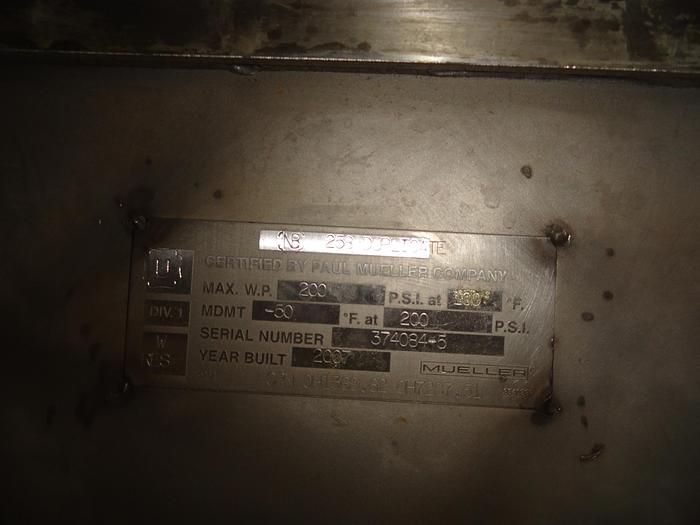 NB 259 DUPLICATE
CERTIFIED BY PAUL MUELLER COMPANY
U
MAX. W.P. 200 P.S.I. at °F.
DIV. 1 MDMT -50 °F. at 200 P.S.I.
W SERIAL NUMBER 374084-5
YEAR BUILT 2007 MUELLER